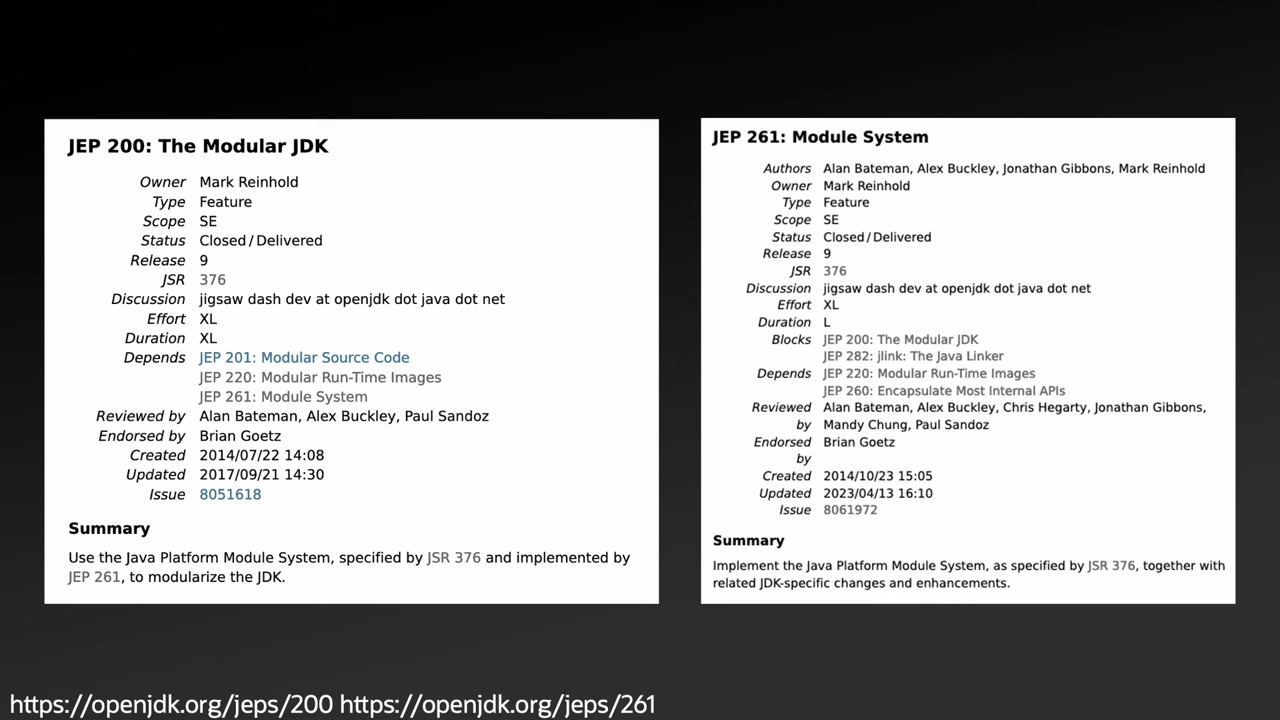 JEP 200: The Modular JDK
Owner Mark Reinhold
Type Feature
Scope SE
Status Closed / Delivered
Release 9
JSR 376
Discussion jigsaw dash dev at openjdk dot java dot net
Effort XL
Duration XL
Depends JEP 201: Modular Source Code
JEP 220: Modular Run-Time Images
JEP 261: Module System
Reviewed by Alan Bateman, Alex Buckley, Paul Sandoz
Endorsed by Brian Goetz
Created 2014/07/22 14:08
Updated 2017/09/21 14:30
Issue 8051618
Summary
Use the Java Platform Module System, specified by JSR 376 and implemented by
JEP 261, to modularize the JDK.
JEP 261: Module System
Authors Alan Bateman, Alex Buckley, Jonathan Gibbons, Mark Reinhold
Owner Mark Reinhold
Type Feature
Scope SE
Status Closed / Delivered
Release 9
JSR 376
Discussion jigsaw dash dev at openjdk dot java dot net
Effort XL
Duration L
Blocks JEP 200: The Modular JDK
JEP 282: jlink: The Java Linker
Depends JEP 220: Modular Run-Time Images
JEP 260: Encapsulate Most Internal APIs
Reviewed Alan Bateman, Alex Buckley, Chris Hegarty, Jonathan Gibbons,
by Mandy Chung, Paul Sandoz
Endorsed Brian Goetz
by
Created 2014/10/23 15:05
Updated 2023/04/13 16:10
Issue 8061972
Summary
Implement the Java Platform Module System, as specified by JSR 376, together with
related JDK-specific changes and enhancements.
https://openjdk.org/jeps/200 https://openjdk.org/jeps/261